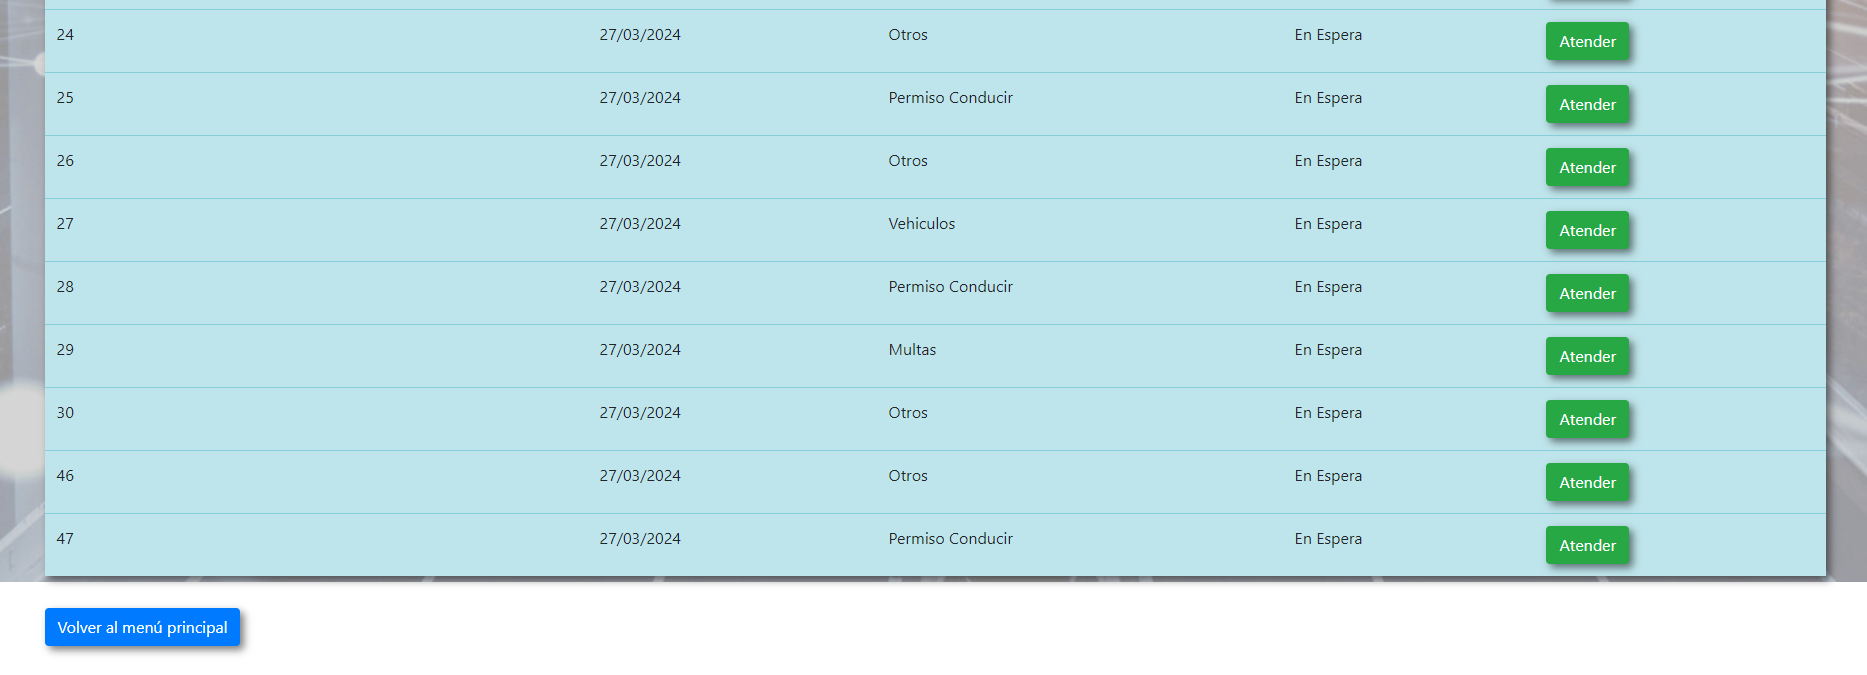 24 27/03/2024 Otros En Espera Atender
25 27/03/2024 Permiso Conducir En Espera Atender
26 27/03/2024 Otros En Espera Atender
27 27/03/2024 Vehiculos En Espera Atender
28 27/03/2024 Permiso Conducir En Espera Atender
29 27/03/2024 Multas En Espera Atender
30 27/03/2024 Otros En Espera Atender
46 27/03/2024 Otros En Espera Atender
47 27/03/2024 Permiso Conducir En Espera Atender
Volver al menú principal